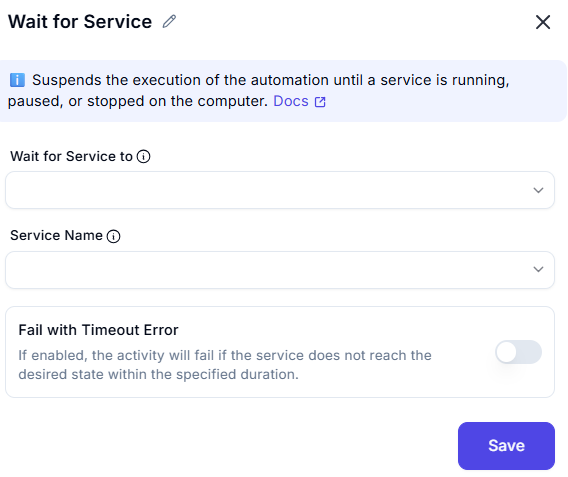 Wait for Service
Suspends the execution of the automation until a service is running,
paused, or stopped on the computer. Docs
Wait for Service to
Service Name
Fail with Timeout Error
If enabled, the activity will fail if the service does not reach the
desired state within the specified duration.
Save